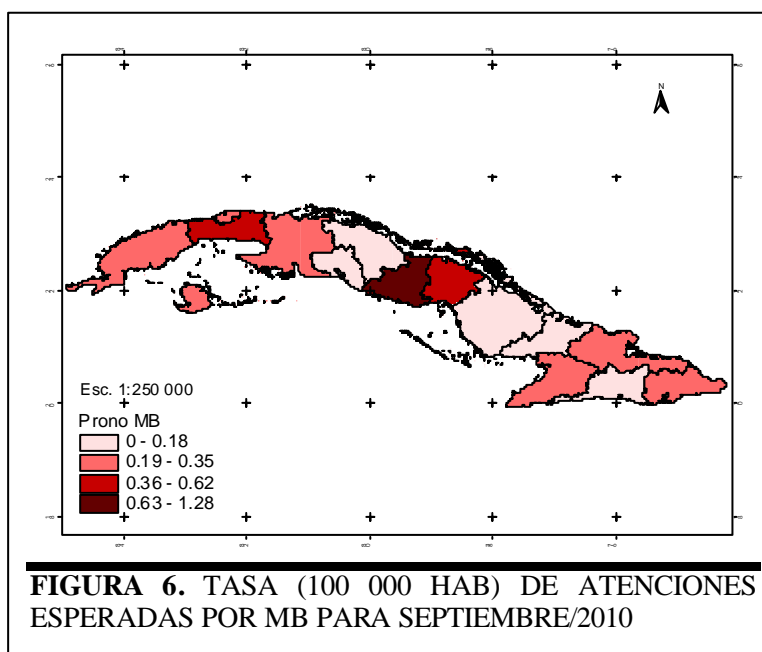 N
Esc. 1:250 000
Prono MB
0 - 0.18
0.19 - 0.35
0.36 - 0.62
0.63 - 1.28
FIGURA 6. TASA (100 000 HAB) DE ATENCIONES
ESPERADAS POR MB PARA SEPTIEMBRE/2010